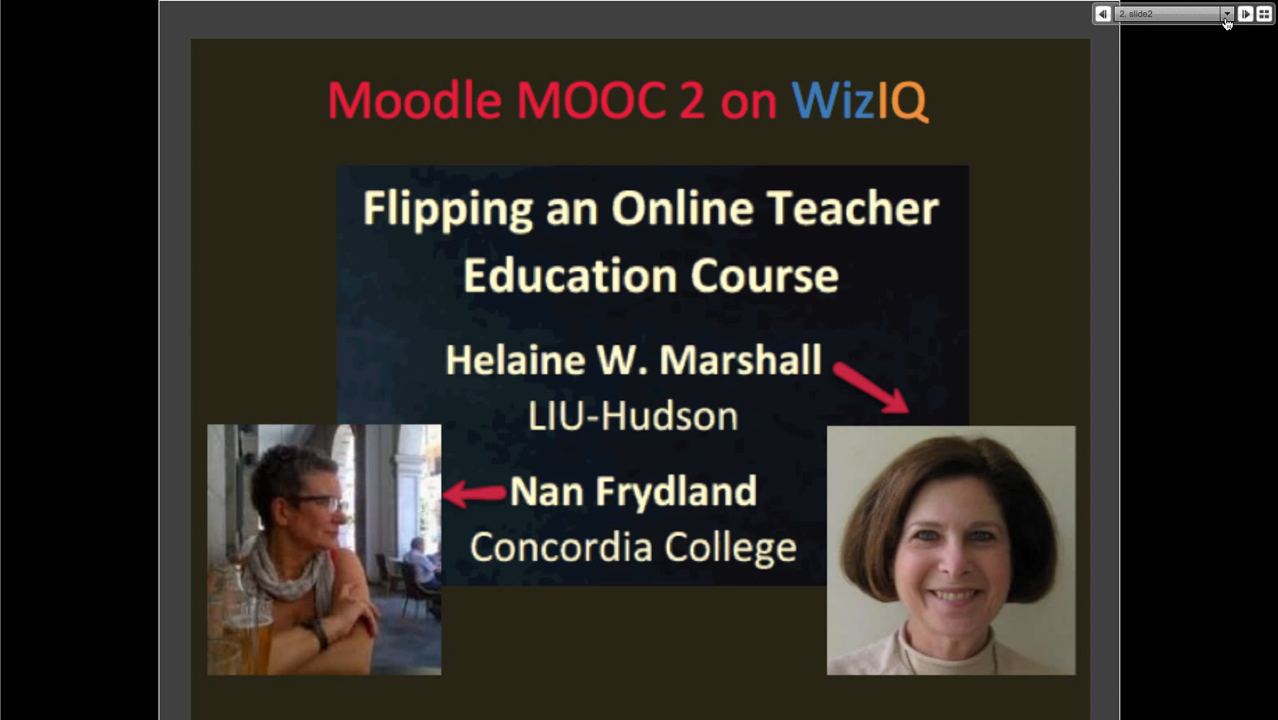 2. slide2
Moodle MOOC 2 on WizIQ
Flipping an Online Teacher
Education Course
Helaine W. Marshall
LIU-Hudson
Nan Frydland
Concordia College